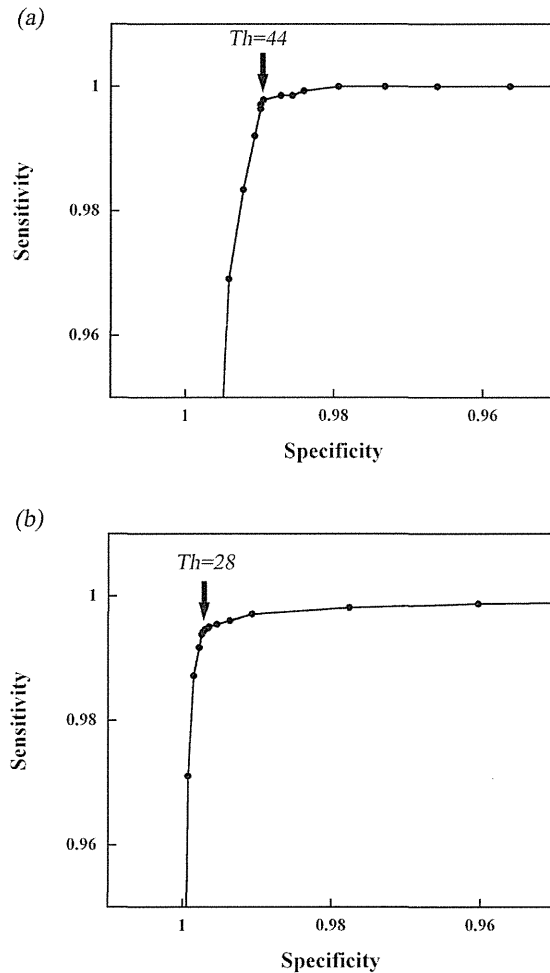 (a)
Th=44
1
0.98
0.96
Sensitivity
1
0.98
0.96
Specificity
(b)
Th=28
1
0.98
0.96
Sensitivity
1
0.98
0.96
Specificity